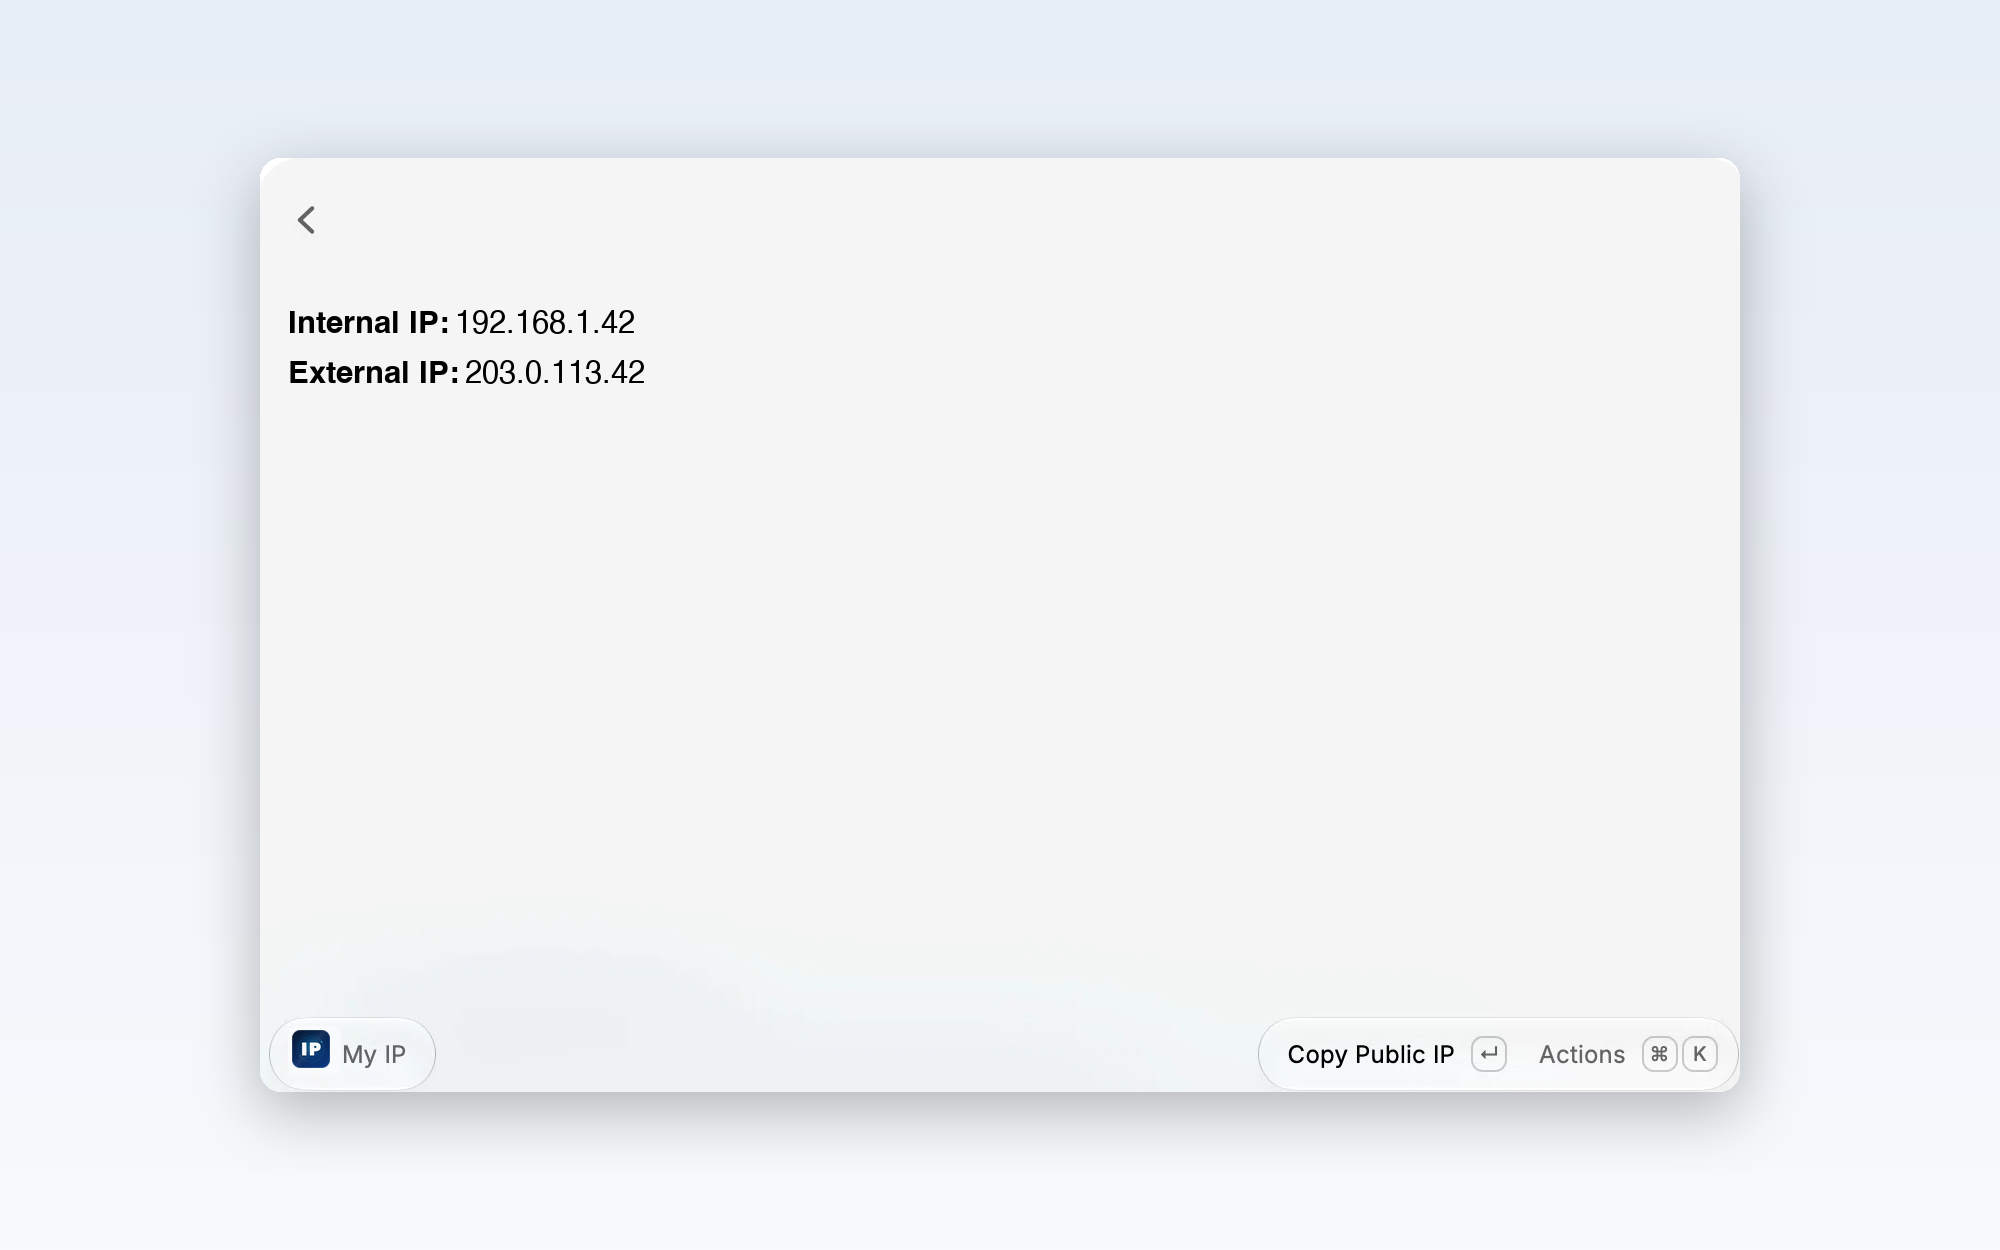 Internal IP: 192.168.1.42
External IP: 203.0.113.42
IP My IP
Copy Public IP ↵ Actions ⌘ K